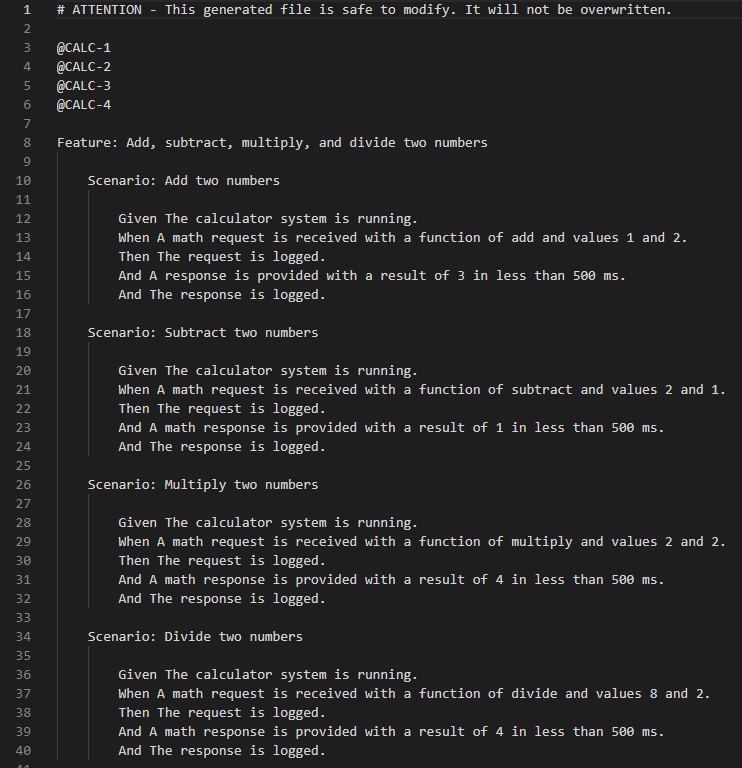 1 # ATTENTION - This generated file is safe to modify. It will not be overwritten.
2
3 @CALC-1
4 @CALC-2
5 @CALC-3
6 @CALC-4
7
8 Feature: Add, subtract, multiply, and divide two numbers
9
10 Scenario: Add two numbers
11
12 Given The calculator system is running.
13 When A math request is received with a function of add and values 1 and 2.
14 Then The request is logged.
15 And A response is provided with a result of 3 in less than 500 ms.
16 And The response is logged.
17
18 Scenario: Subtract two numbers
19
20 Given The calculator system is running.
21 When A math request is received with a function of subtract and values 2 and 1.
22 Then The request is logged.
23 And A math response is provided with a result of 1 in less than 500 ms.
24 And The response is logged.
25
26 Scenario: Multiply two numbers
27
28 Given The calculator system is running.
29 When A math request is received with a function of multiply and values 2 and 2.
30 Then The request is logged.
31 And A math response is provided with a result of 4 in less than 500 ms.
32 And The response is logged.
33
34 Scenario: Divide two numbers
35
36 Given The calculator system is running.
37 When A math request is received with a function of divide and values 8 and 2.
38 Then The request is logged.
39 And A math response is provided with a result of 4 in less than 500 ms.
40 And The response is logged.